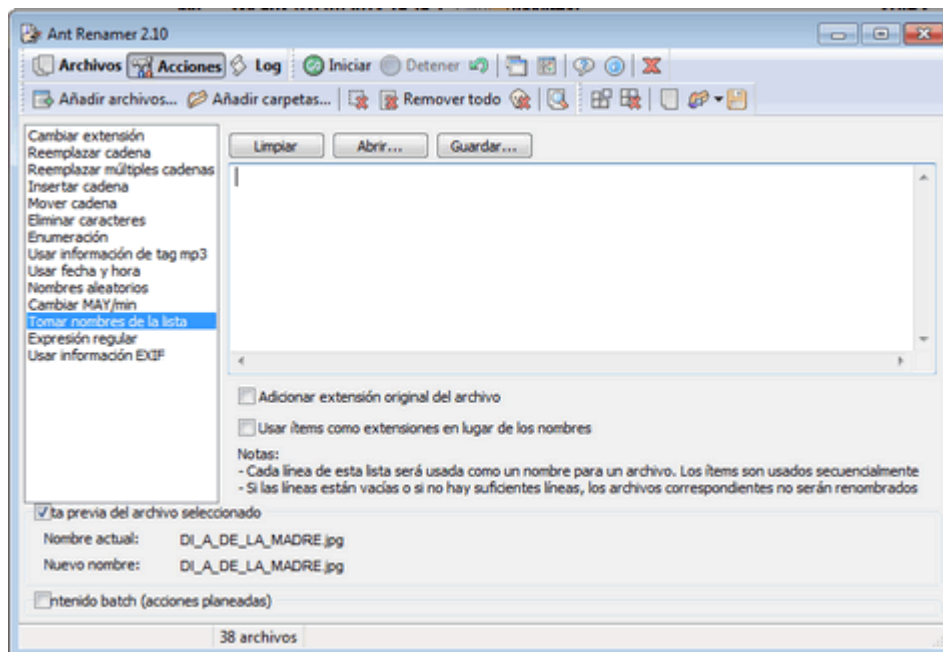 Ant Renamer 2.10
Archivos Acciones Log Iniciar Detener
Añadir archivos... Añadir carpetas... Remover todo
Cambiar extensión
Reemplazar cadena
Reemplazar múltiples cadenas
Insertar cadena
Mover cadena
Eliminar caracteres
Enumeración
Usar información de tag mp3
Usar fecha y hora
Nombres aleatorios
Cambiar MAY/min
Tomar nombres de la lista
Expresión regular
Usar información EXIF
Limpiar Abrir... Guardar...
Adicionar extensión original del archivo
Usar ítems como extensiones en lugar de los nombres
Notas:
- Cada línea de esta lista será usada como un nombre para un archivo. Los ítems son usados secuencialmente
- Si las líneas están vacías o si no hay suficientes líneas, los archivos correspondientes no serán renombrados
ta previa del archivo seleccionado
Nombre actual: DI_A_DE_LA_MADRE.jpg
Nuevo nombre: DI_A_DE_LA_MADRE.jpg
ntenido batch (acciones planeadas)
38 archivos